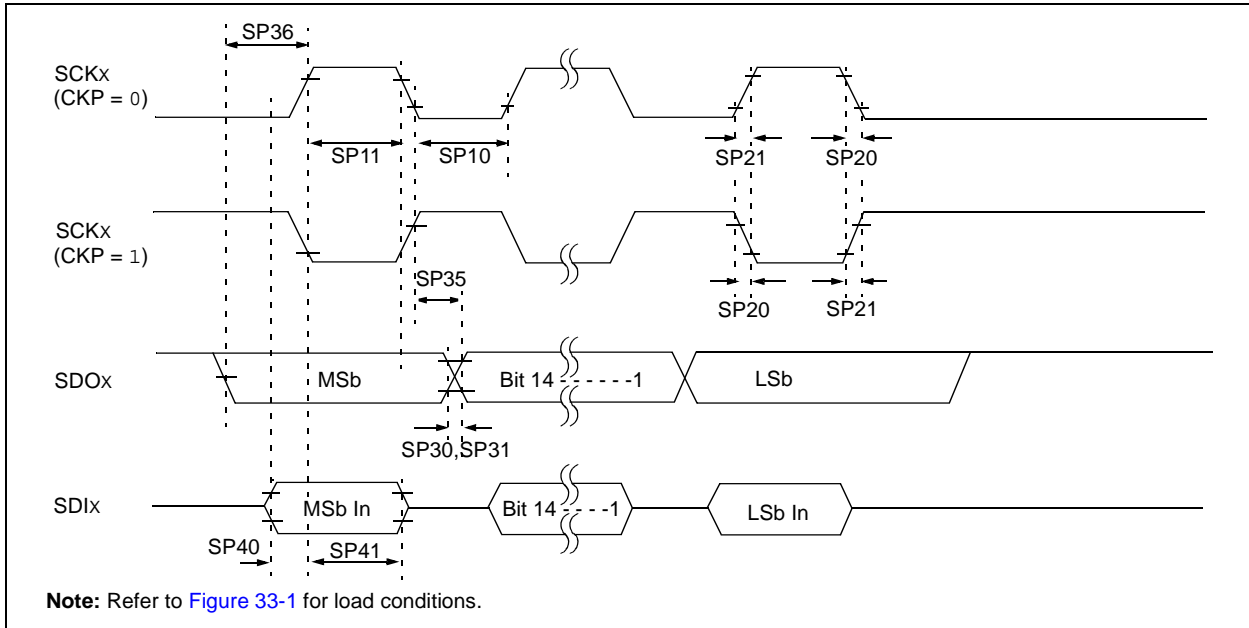 SP36
SCKx
(CKP = 0)
SP11
SP10
SP21
SP20
SCKx
(CKP = 1)
SP35
SP20
SP21
SDOx
MSb
Bit 14 - - - - - -1
LSb
SP30,SP31
SDIx
MSb In
Bit 14 - - - -1
LSb In
SP40
SP41
Note: Refer to Figure 33-1 for load conditions.